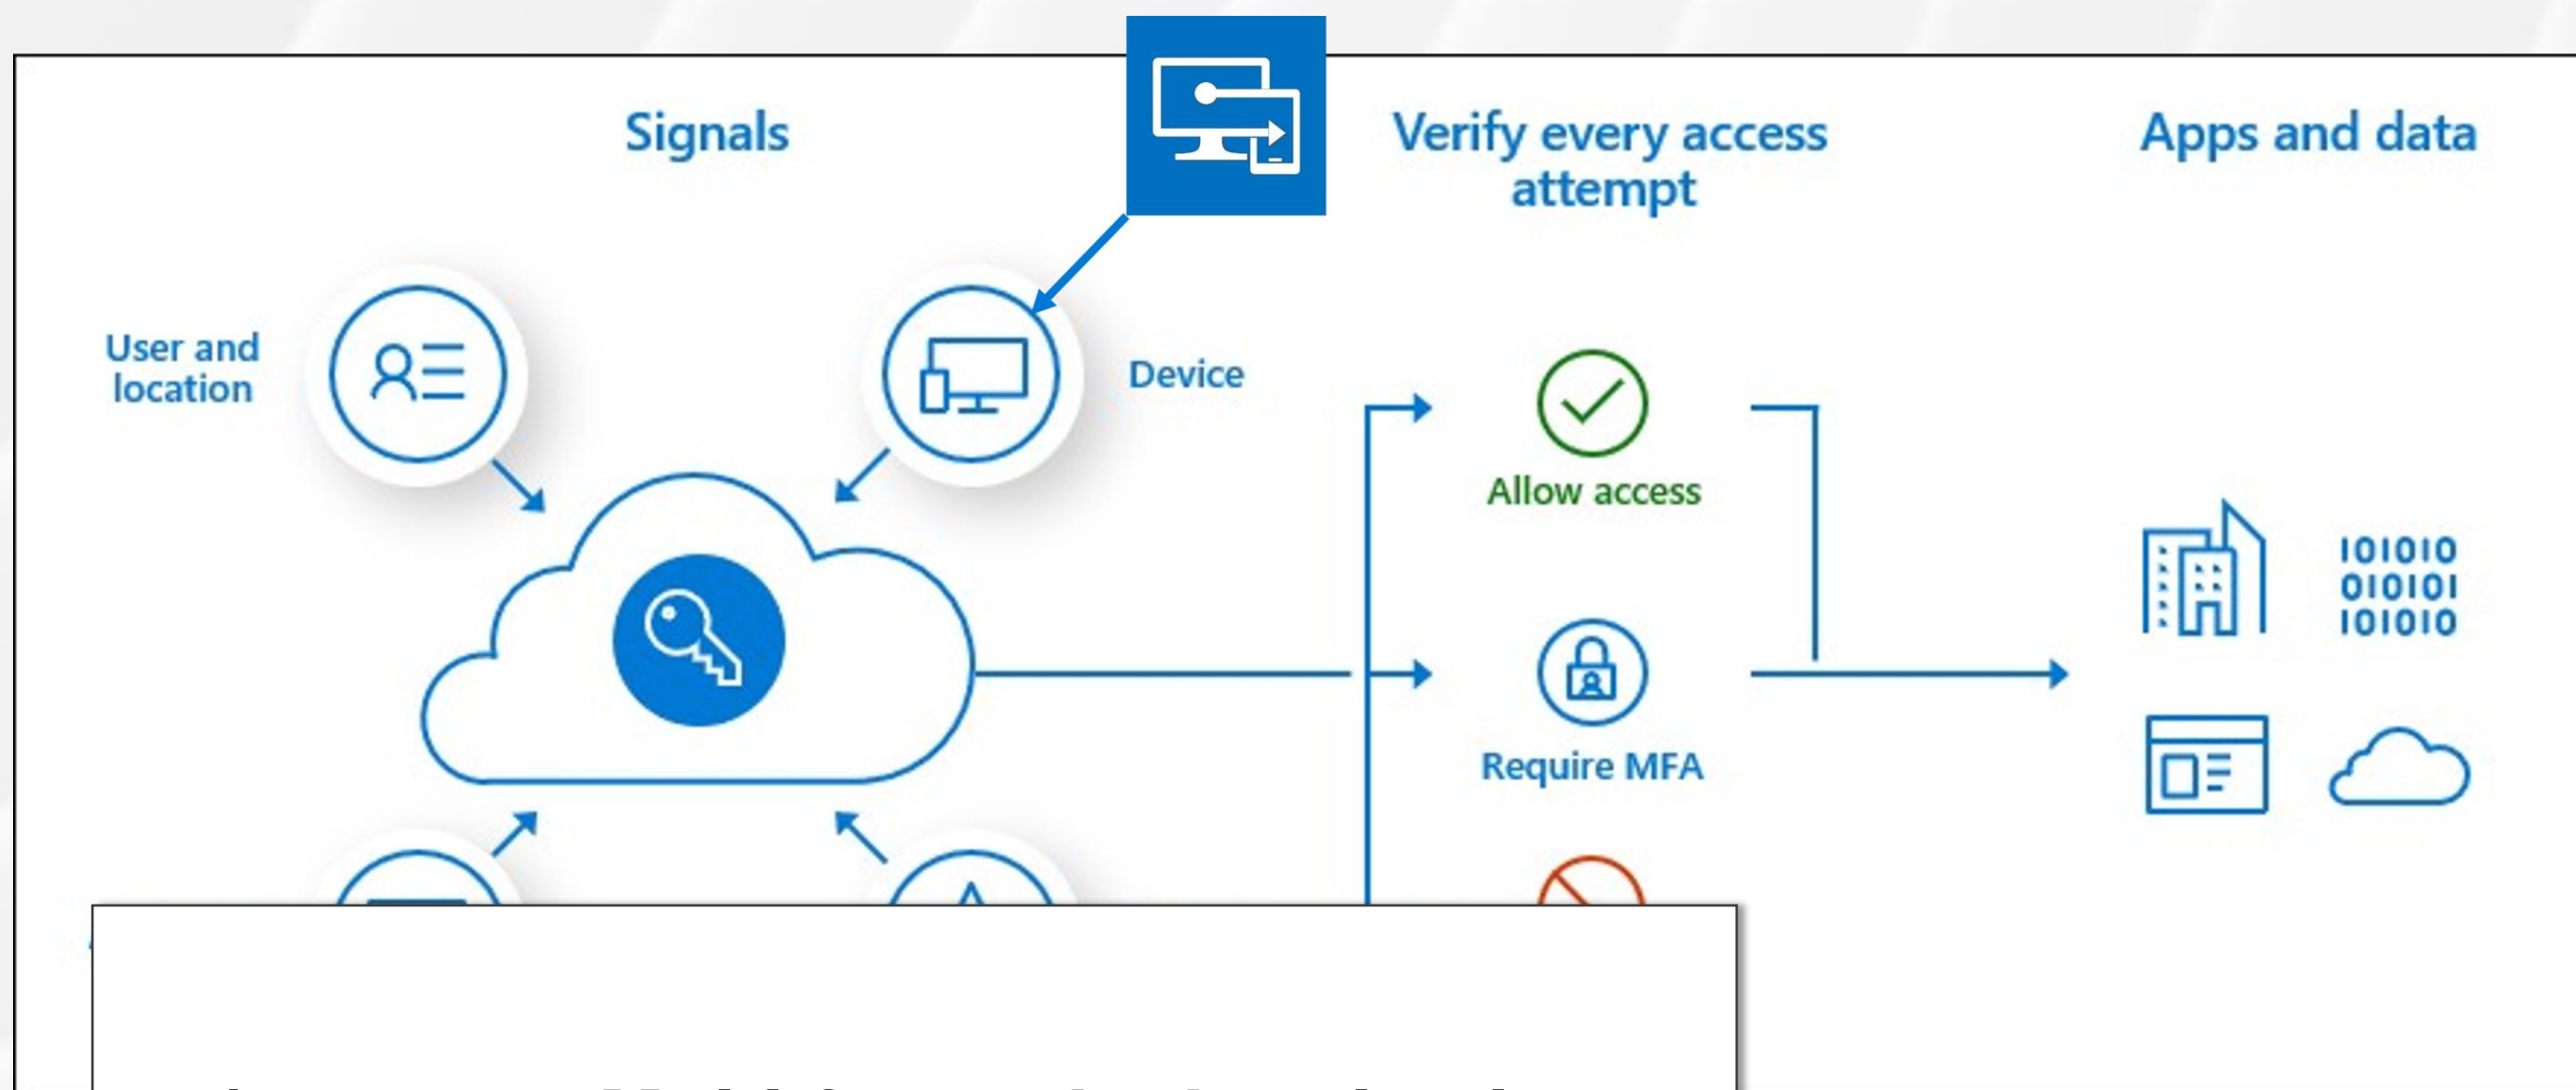 Signals
Verify every access
attempt
Apps and data
User and
location
Device
Allow access
101010
010101
101010
Require MFA